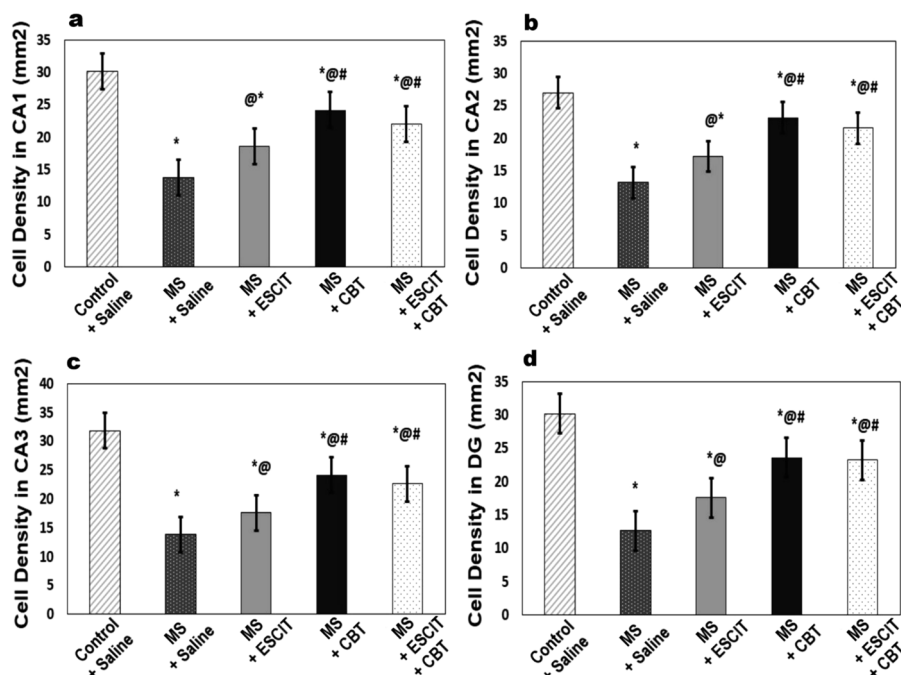 a
Cell Density in CA1 (mm2)
35
30
25
20
15
10
5
0
*
@*
*@#
*@#
Control
+ Saline
MS
+ Saline
MS
+ ESCIT
MS
+ CBT
MS
+ ESCIT
+ CBT
b
Cell Density in CA2 (mm2)
35
30
25
20
15
10
5
0
*
@*
*@#
*@#
Control
+ Saline
MS
+ Saline
MS
+ ESCIT
MS
+ CBT
MS
+ ESCIT
+ CBT
c
Cell Density in CA3 (mm2)
40
35
30
25
20
15
10
5
0
*
*@
*@#
*@#
Control
+ Saline
MS
+ Saline
MS
+ ESCIT
MS
+ CBT
MS
+ ESCIT
+ CBT
d
Cell Density in DG (mm2)
35
30
25
20
15
10
5
0
*
*@
*@#
*@#
Control
+ Saline
MS
+ Saline
MS
+ ESCIT
MS
+ CBT
MS
+ ESCIT
+ CBT